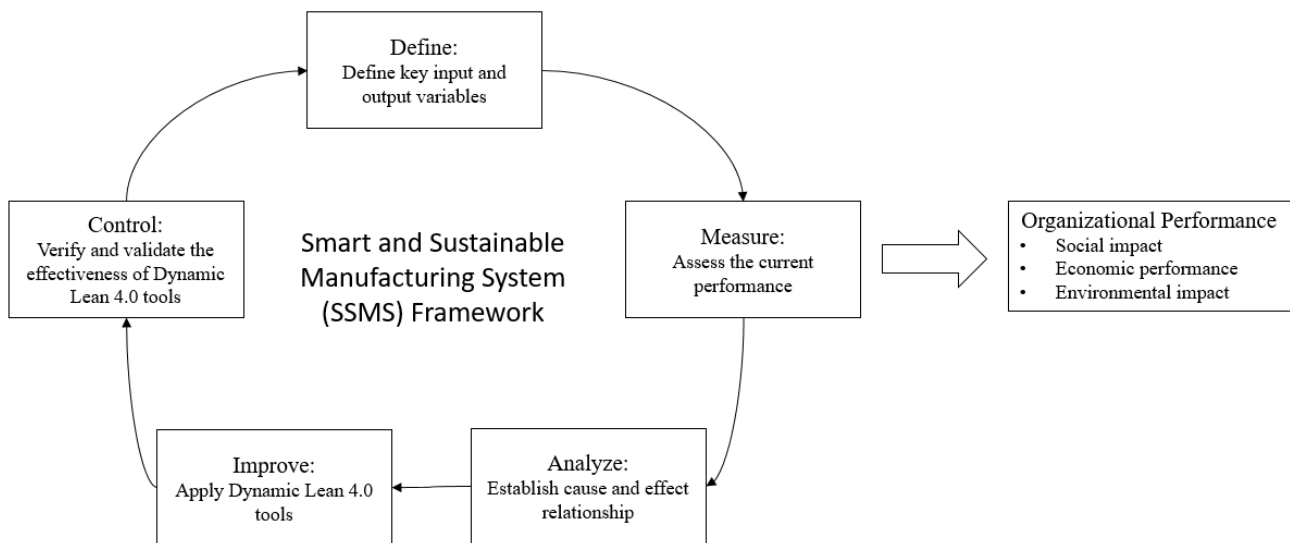 Define:
Define key input and
output variables
Control:
Verify and validate the
effectiveness of Dynamic
Lean 4.0 tools
Smart and Sustainable
Manufacturing System
(SSMS) Framework
Measure:
Assess the current
performance
Organizational Performance
• Social impact
• Economic performance
• Environmental impact
Improve:
Apply Dynamic Lean 4.0
tools
Analyze:
Establish cause and effect
relationship